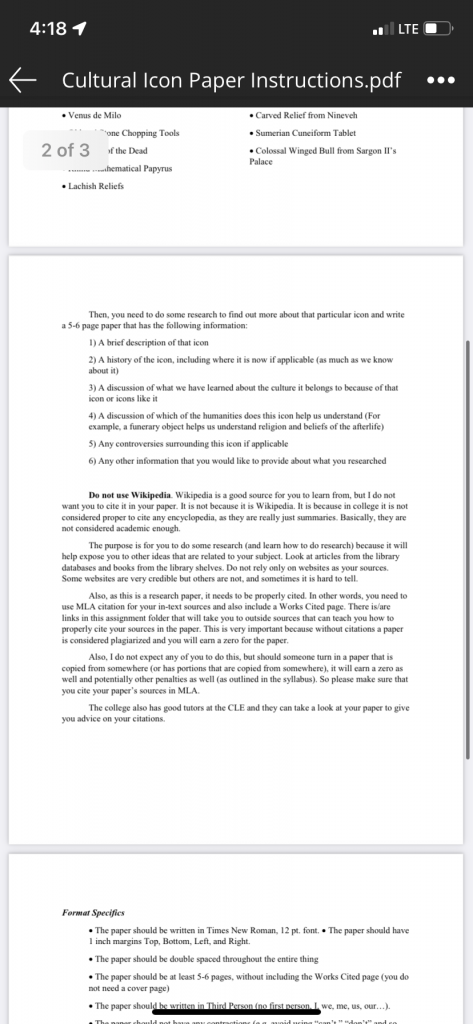 4:18
LTE
Cultural Icon Paper Instructions.pdf
• Venus de Milo
• Carved Relief from Nineveh
one Chopping Tools
• Sumerian Cuneiform Tablet
2 of 3
of the Dead
• Colossal Winged Bull from Sargon II's
Palace
hematical Papyrus
• Lachish Reliefs
Then, you need to do some research to find out more about that particular icon and write
a 5-6 page paper that has the following information:
1) A brief description of that icon
2) A history of the icon, including where it is now if applicable (as much as we know
about it)
3) A discussion of what we have learned about the culture it belongs to because of that
icon or icons like it
4) A discussion of which of the humanities does this icon help us understand (For
example, a funerary object helps us understand religion and beliefs of the afterlife)
5) Any controversies surrounding this icon if applicable
6) Any other information that you would like to provide about what you researched
Do not use Wikipedia. Wikipedia is a good source for you to learn from, but I do not
want you to cite it in your paper. It is not because it is Wikipedia. It is because in college it is not
considered proper to cite any encyclopedia, as they are really just summaries. Basically, they are
not considered academic enough.
The purpose is for you to do some research (and learn how to do research) because it will
help expose you to other ideas that are related to your subject. Look at articles from the library
databases and books from the library shelves. Do not rely only on websites as your sources.
Some websites are very credible but others are not, and sometimes it is hard to tell.
Also, as this is a research paper, it needs to be properly cited. In other words, you need to
use MLA citation for your in-text sources and also include a Works Cited page. There is/are
links in this assignment folder that will take you to outside sources that can teach you how to
properly cite your sources in the paper. This is very important because without citations a paper
is considered plagiarized and you will earn a zero for the paper.
Also, I do not expect any of you to do this, but should someone turn in a paper that is
copied from somewhere (or has portions that are copied from somewhere), it will earn a zero as
well and potentially other penalties as well (as outlined in the syllabus). So please make sure that
you cite your paper's sources in MLA.
The college also has good tutors at the CLE and they can take a look at your paper to give
you advice on your citations.
Format Specifics
• The paper should be written in Times New Roman, 12 pt. font. • The paper should have
1 inch margins Top, Bottom, Left, and Right.
• The paper should be double spaced throughout the entire thing
• The paper should be at least 5-6 pages, without including the Works Cited page (you do
not need a cover page)
• The paper should be written in Third Person (no first person, I, we, me, us, our…).
• The paper should not have any contractions (e.g. avoid using "can't," "don't" and so